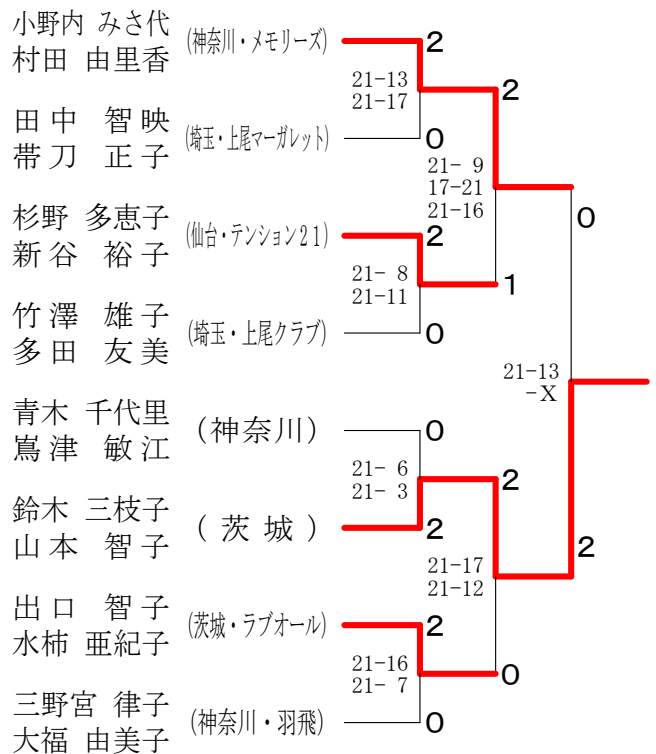 小野内 みさ代
村田 由里香
(神奈川・メモリーズ)
2
21-13
21-17
2
田中 智映
帯刀 正子
(埼玉・上尾マーガレット)
0
21- 9
17-21
21-16
0
杉野 多恵子
新谷 裕子
(仙台・テンション21)
2
21- 8
21-11
1
竹澤 雄子
多田 友美
(埼玉・上尾クラブ)
0
21-13
-X
青木 千代里
嶌津 敏江
(神奈川)
0
21- 6
21- 3
2
鈴木 三枝子
山本 智子
(茨城)
2
21-17
21-12
2
出口 智子
水柿 亜紀子
(茨城・ラブオール)
2
21-16
21- 7
0
三野宮 律子
大福 由美子
(神奈川・羽飛)
0